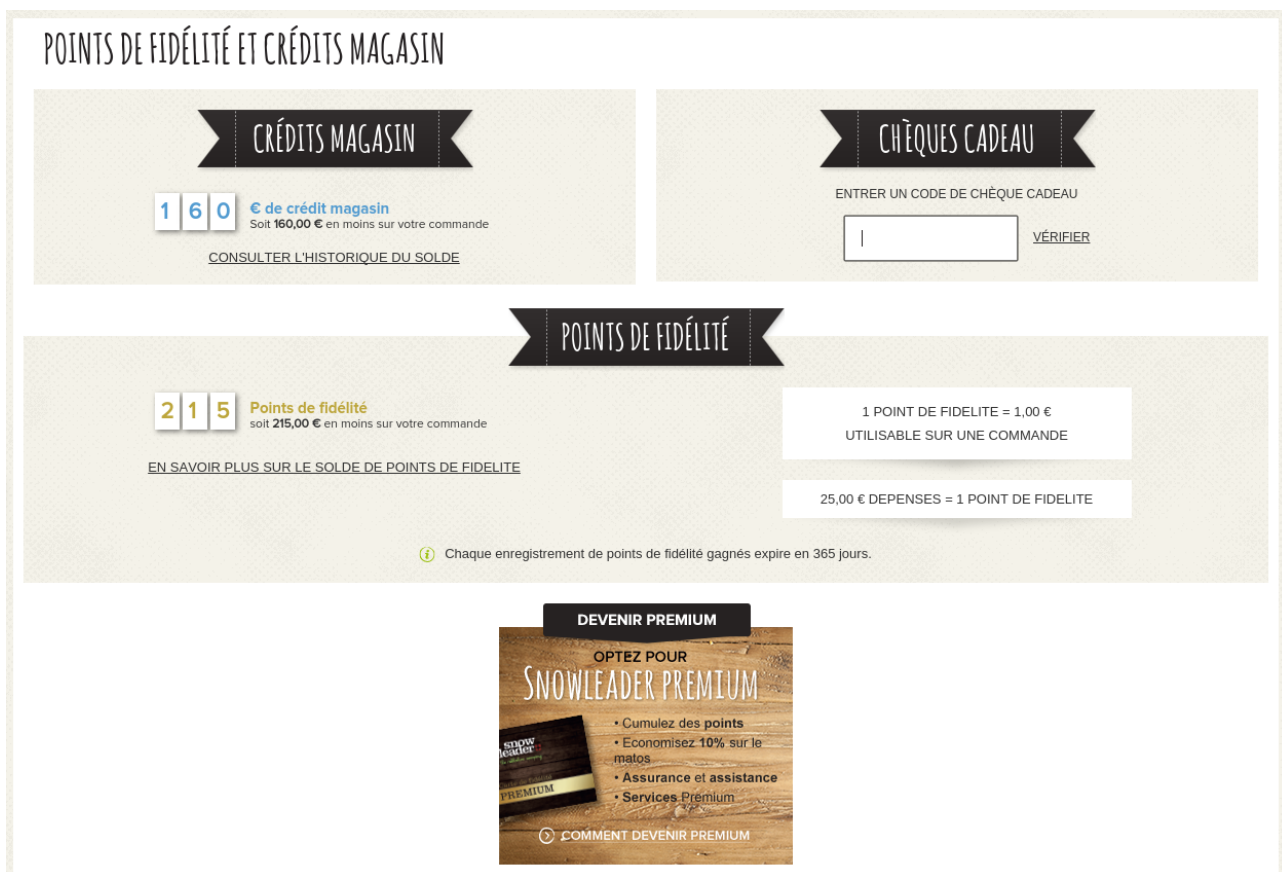 POINTS DE FIDÉLITÉ ET CRÉDITS MAGASIN
CRÉDITS MAGASIN
160 € de crédit magasin
Soit 160,00 € en moins sur votre commande
CONSULTER L'HISTORIQUE DU SOLDE
CHÈQUES CADEAU
ENTRER UN CODE DE CHÈQUE CADEAU
VÉRIFIER
POINTS DE FIDÉLITÉ
215 Points de fidélité
soit 215,00 € en moins sur votre commande
EN SAVOIR PLUS SUR LE SOLDE DE POINTS DE FIDELITE
1 POINT DE FIDELITE = 1,00 €
UTILISABLE SUR UNE COMMANDE
25,00 € DEPENSES = 1 POINT DE FIDELITE
Chaque enregistrement de points de fidélité gagnés expire en 365 jours.
DEVENIR PREMIUM
OPTEZ POUR
SNOWLEADER PREMIUM
• Cumulez des points
• Economisez 10% sur le
matos
• Assurance et assistance
• Services Premium
snow
leader
PREMIUM
COMMENT DEVENIR PREMIUM